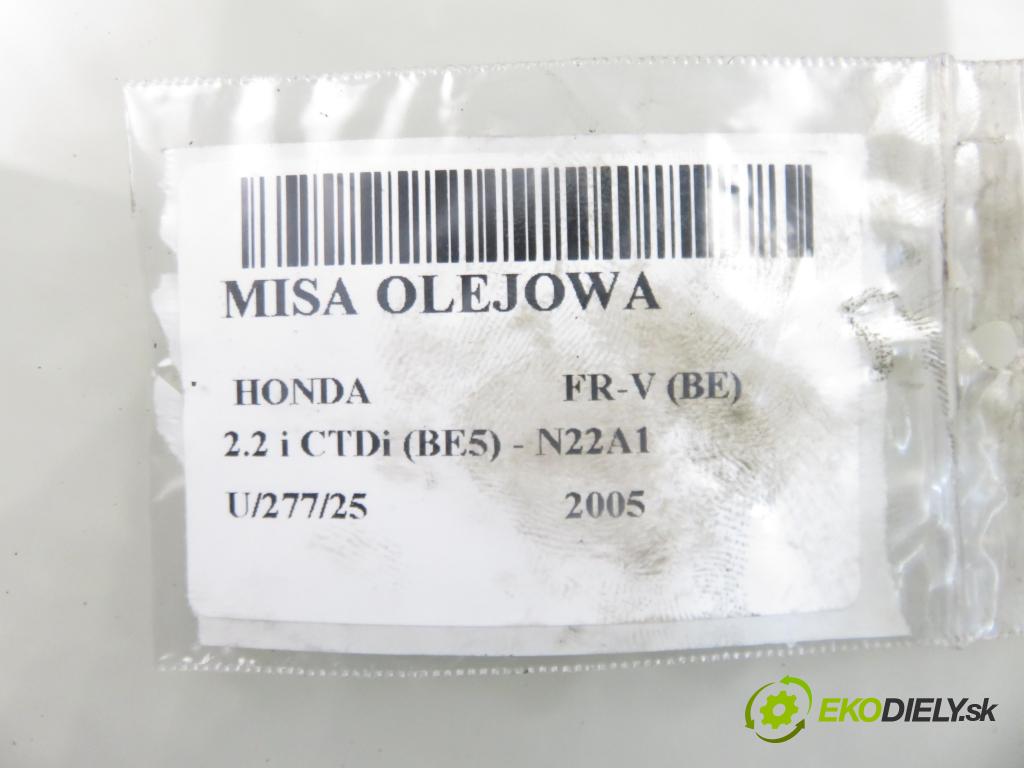 MISA OLEJOWA
HONDA FR-V (BE)
2.2 i CTDi (BE5) - N22A1
U/277/25 2005
EKODIELY.sk